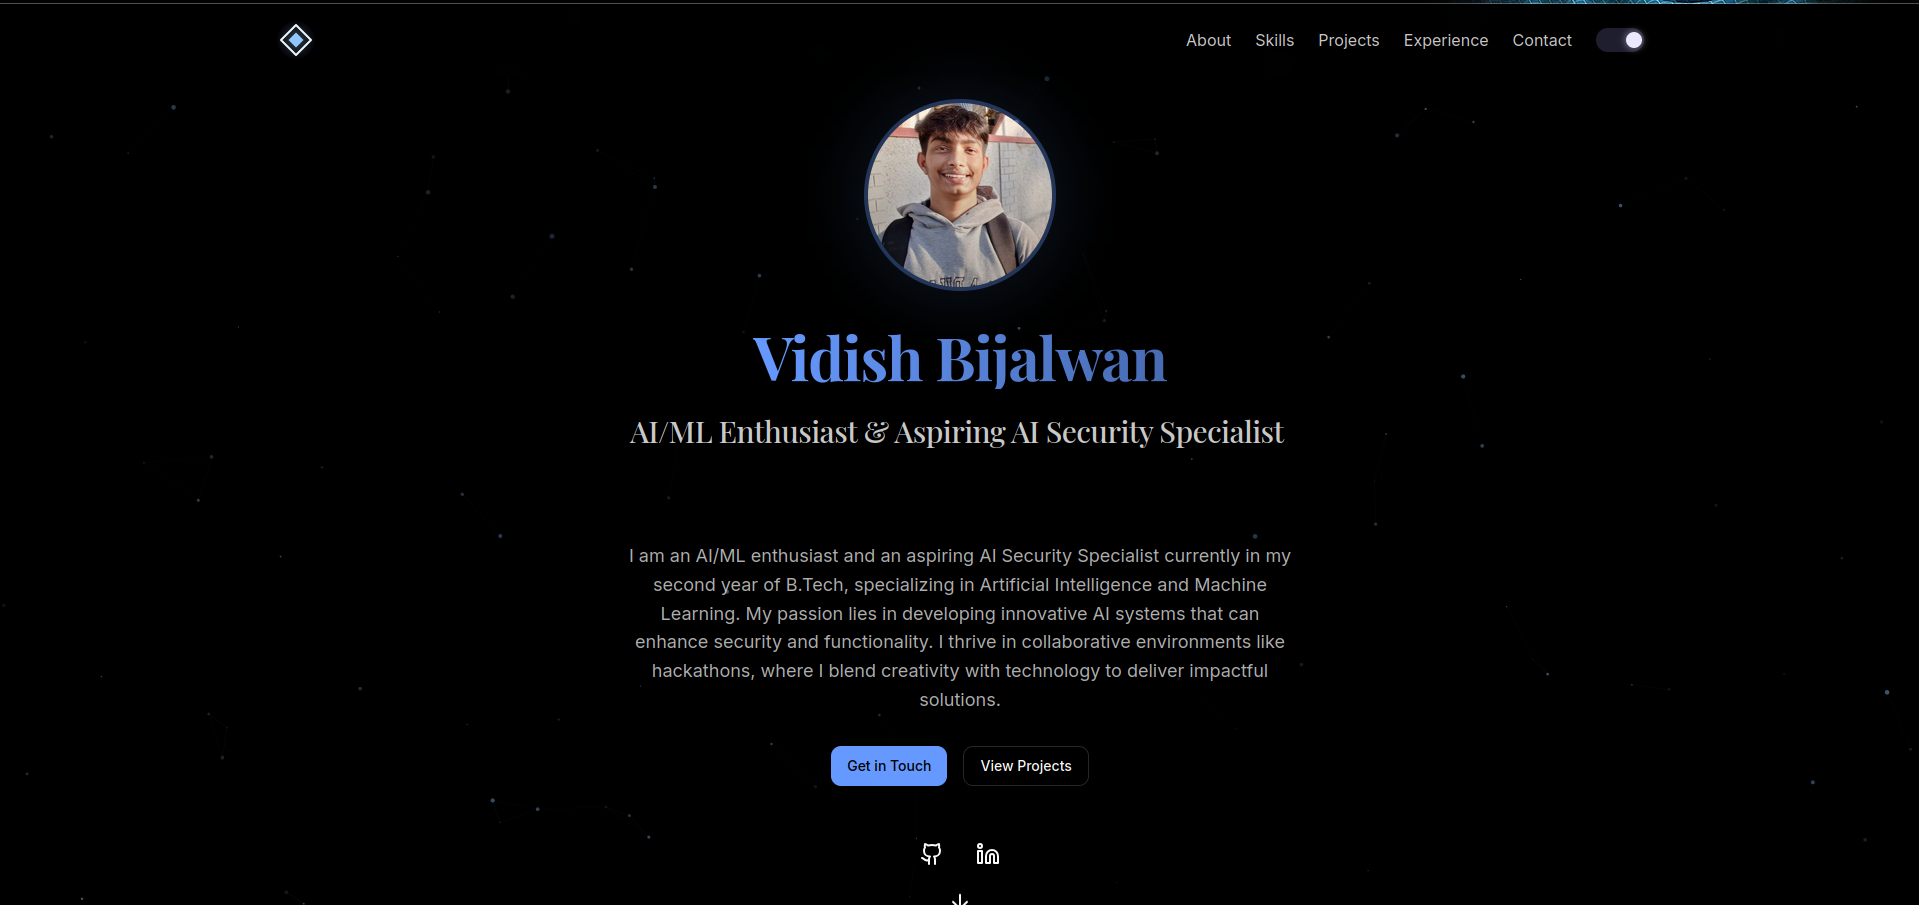 About Skills Projects Experience Contact
Vidish Bijalwan
AI/ML Enthusiast & Aspiring AI Security Specialist
I am an AI/ML enthusiast and an aspiring AI Security Specialist currently in my
second year of B.Tech, specializing in Artificial Intelligence and Machine
Learning. My passion lies in developing innovative AI systems that can
enhance security and functionality. I thrive in collaborative environments like
hackathons, where I blend creativity with technology to deliver impactful
solutions.
Get in Touch View Projects